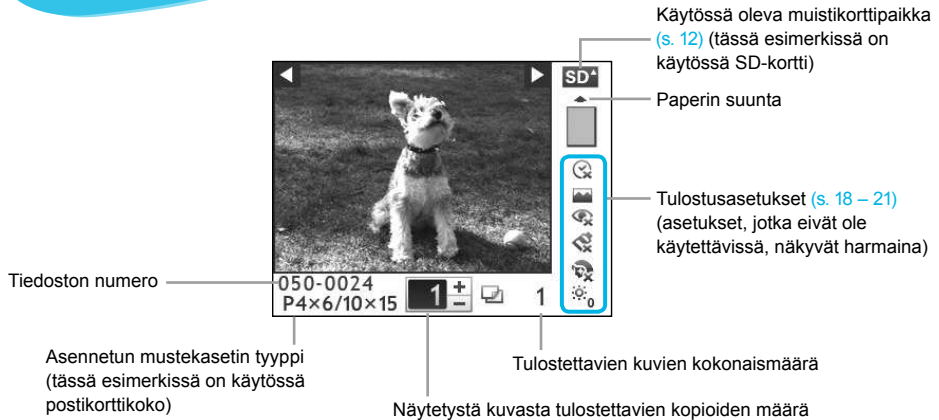 Käytössä oleva muistikorttipaikka
(s. 12) (tässä esimerkissä on
käytössä SD-kortti)
SD
Paperin suunta
Tulostusasetukset (s. 18 – 21)
(asetukset, jotka eivät ole
käytettävissä, näkyvät harmaina)
Tiedoston numero
050-0024
P4×6/10×15
1 + −
1
0
Asennetun mustekasetin tyyppi
(tässä esimerkissä on käytössä
postikorttikoko)
Tulostettavien kuvien kokonaismäärä
Näytetystä kuvasta tulostettavien kopioiden määrä